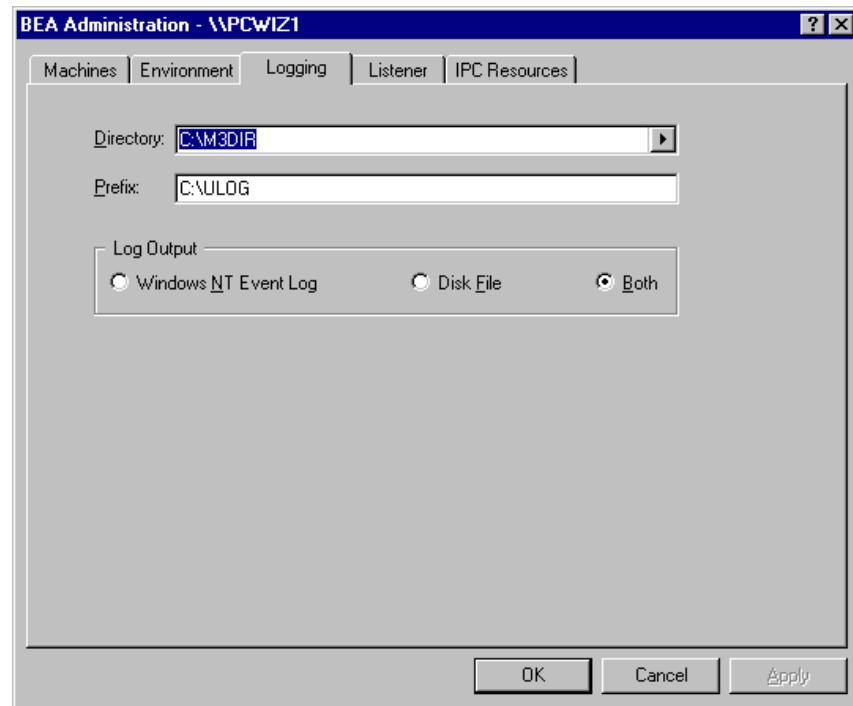 BEA Administration - \\PCWIZ1 ? ×
Machines Environment Logging Listener IPC Resources
Directory: C:\M3DIR
Prefix: C:\ULOG
Log Output
Windows NT Event Log Disk File Both
OK Cancel Apply